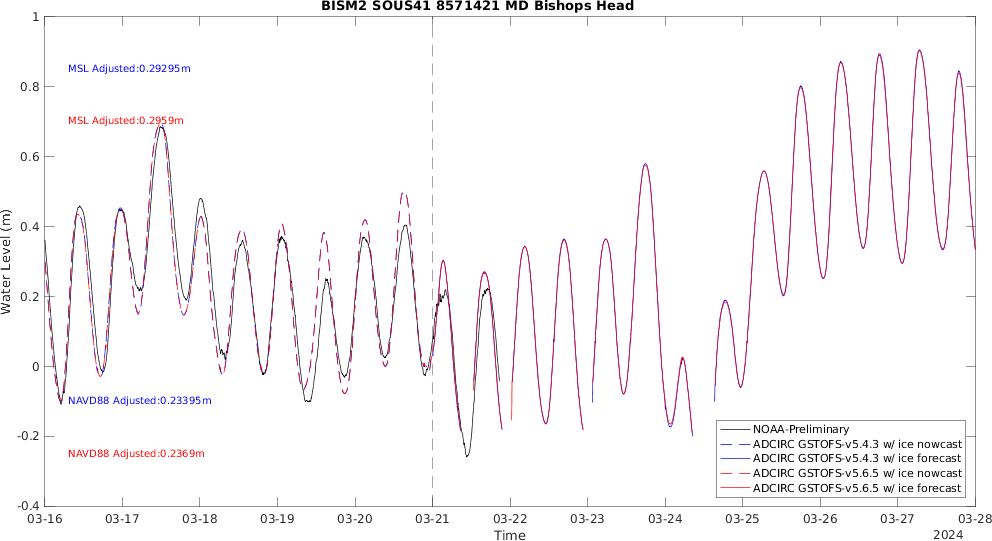 BISM2 SOUS41 8571421 MD Bishops Head
1
0.8
0.6
0.4
0.2
0
-0.2
-0.4
Water Level (m)
MSL Adjusted:0.29295m
MSL Adjusted:0.2959m
NAVD88 Adjusted:0.23395m
NAVD88 Adjusted:0.2369m
NOAA-Preliminary
ADCIRC GSTOFS-v5.4.3 w/ ice nowcast
ADCIRC GSTOFS-v5.4.3 w/ ice forecast
ADCIRC GSTOFS-v5.6.5 w/ ice nowcast
ADCIRC GSTOFS-v5.6.5 w/ ice forecast
03-16 03-17 03-18 03-19 03-20 03-21 03-22 03-23 03-24 03-25 03-26 03-27 03-28
Time
2024